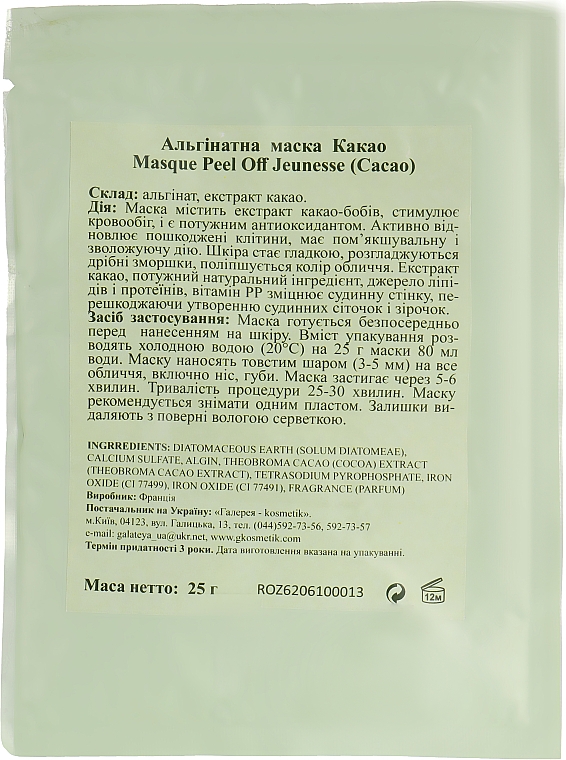 Альгінатна маска Какао
Masque Peel Off Jeunesse (Cacao)
Склад: альгінат, екстракт какао.
Дія: Маска містить екстракт какао-бобів, стимулює
кровообіг, і є потужним антиоксидантом. Активно від-
новлює пошкоджені клітини, має пом’якшувальну і
зволожуючу дію. Шкіра стає гладкою, розгладжуються
дрібні зморшки, поліпшується колір обличчя. Екстракт
какао, потужний натуральний інгредієнт, джерело ліпі-
дів і протеїнів, вітамін РР зміцнює судинну стінку, пе-
решкоджаючи утворенню судинних сіточок і зірочок.
Засіб застосування: Маска готується безпосередньо
перед нанесенням на шкіру. Вміст упакування роз-
водять холодною водою (20°С) на 25 г маски 80 мл
води. Маску наносять товстим шаром (3-5 мм) на все
обличчя, включно ніс, губи. Маска застигає через 5-6
хвилин. Тривалість процедури 25-30 хвилин. Маску
рекомендується знімати одним пластом. Залишки ви-
даляють з поверні вологою серветкою.
INGREDIENTS: DIATOMACEOUS EARTH (SOLUM DIATOMEAE),
CALCIUM SULFATE, ALGIN, THEOBROMA CACAO (COCOA) EXTRACT
(THEOBROMA CACAO EXTRACT), TETRASODIUM PYROPHOSPHATE, IRON
OXIDE (CI 77499), IRON OXIDE (CI 77491), FRAGRANCE (PARFUM)
Виробник: Франція
Постачальник на Україну: «Галерея - kosmetik».
м.Київ, 04123, вул. Галицька, 13, тел. (044)592-73-56, 592-73-57
e-mail: galateya_ua@ukr.net, www.gkosmetik.com
Термін придатності 3 роки. Дата виготовлення вказана на упакуванні.
Маса нетто: 25 г ROZ6206100013 12М